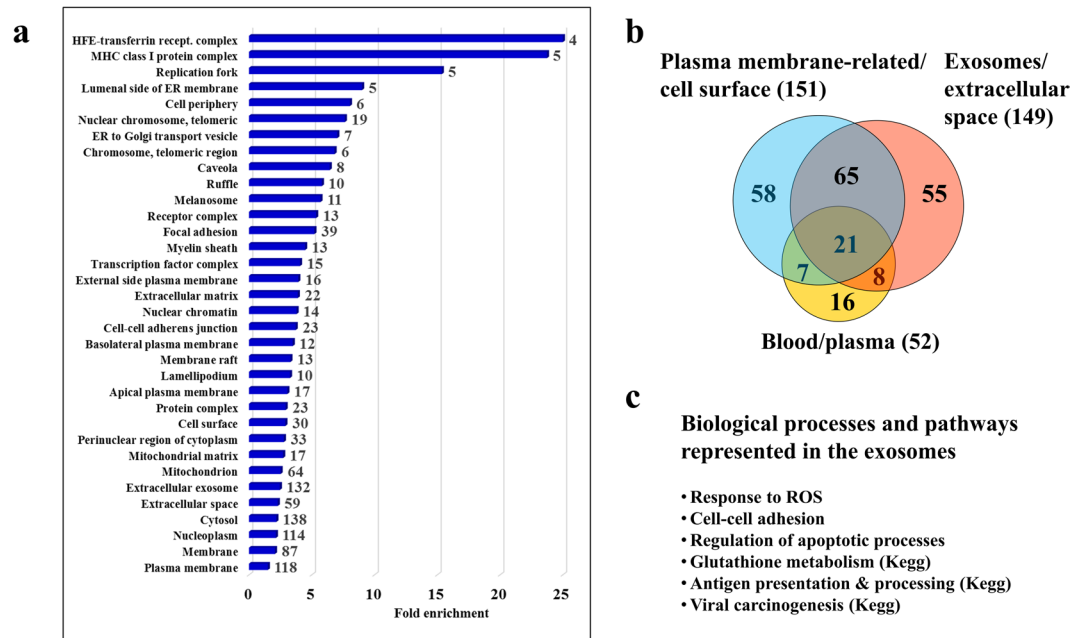 a
HFE-transferrin recept. complex 4
MHC class I protein complex 5
Replication fork 5
Lumenal side of ER membrane 5
Cell periphery 6
Nuclear chromosome, telomeric 19
ER to Golgi transport vesicle 7
Chromosome, telomeric region 6
Caveola 8
Ruffle 10
Melanosome 11
Receptor complex 13
Focal adhesion 39
Myelin sheath 13
Transcription factor complex 15
External side plasma membrane 16
Extracellular matrix 22
Nuclear chromatin 14
Cell-cell adherens junction 23
Basolateral plasma membrane 12
Membrane raft 13
Lamellipodium 10
Apical plasma membrane 17
Protein complex 23
Cell surface 30
Perinuclear region of cytoplasm 33
Mitochondrial matrix 17
Mitochondrion 64
Extracellular exosome 132
Extracellular space 59
Cytosol 138
Nucleoplasm 114
Membrane 87
Plasma membrane 118
0 5 10 15 20 25
Fold enrichment
b
Plasma membrane-related/
cell surface (151)
Exosomes/
extracellular
space (149)
58 65 55
21
7 8
16
Blood/plasma (52)
c
Biological processes and pathways
represented in the exosomes
• Response to ROS
• Cell-cell adhesion
• Regulation of apoptotic processes
• Glutathione metabolism (Kegg)
• Antigen presentation & processing (Kegg)
• Viral carcinogenesis (Kegg)